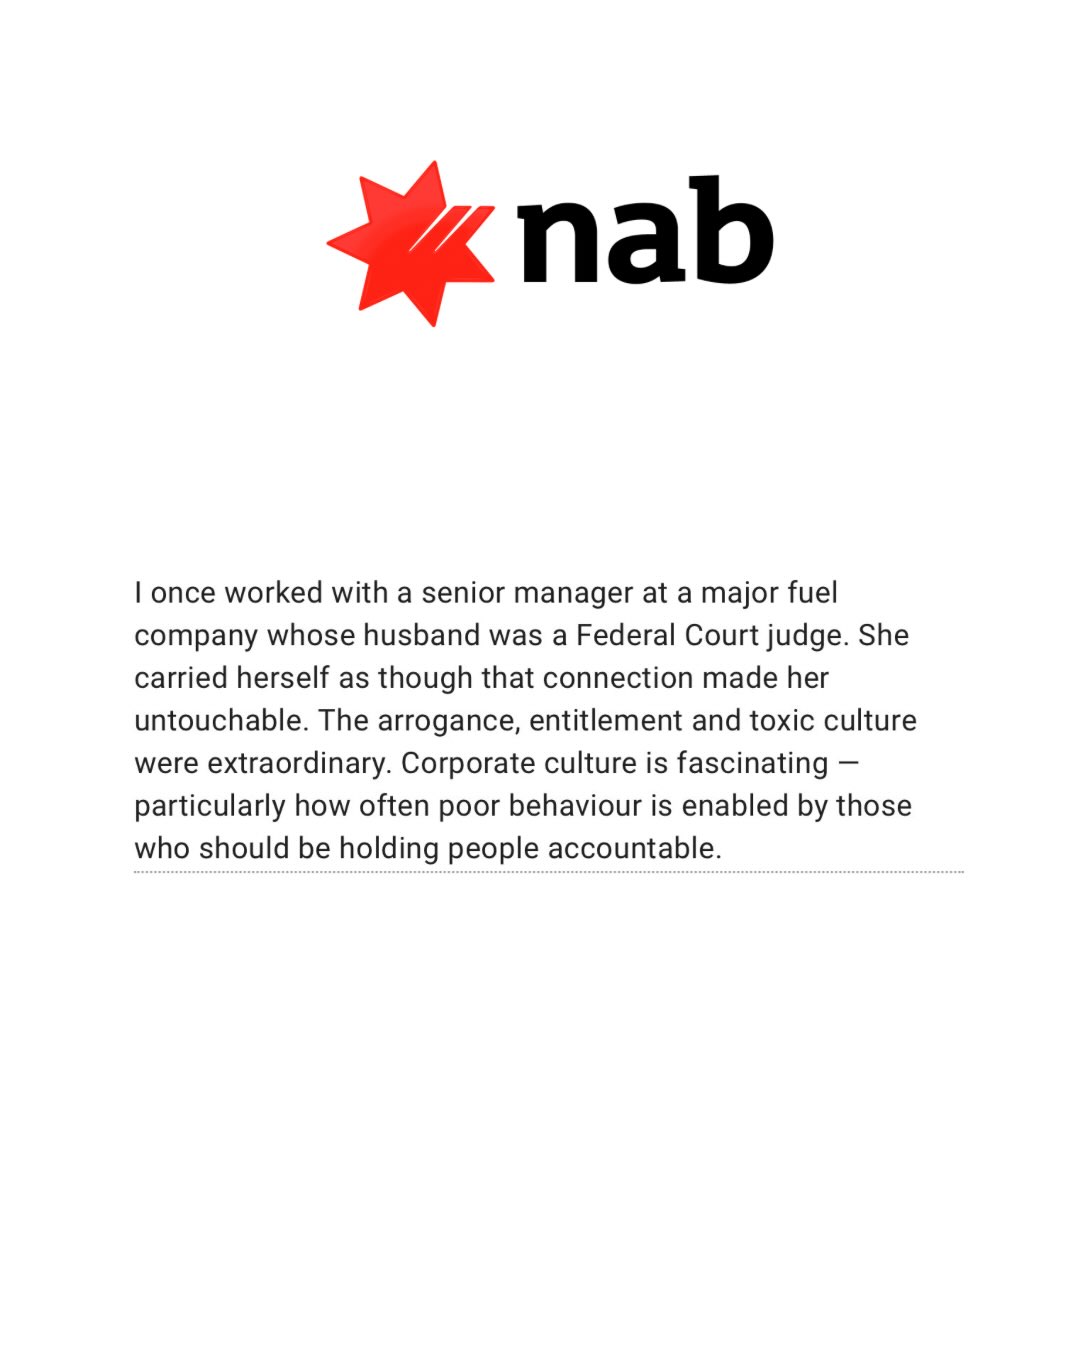 nab
I once worked with a senior manager at a major fuel
company whose husband was a Federal Court judge. She
carried herself as though that connection made her
untouchable. The arrogance, entitlement and toxic culture
were extraordinary. Corporate culture is fascinating —
particularly how often poor behaviour is enabled by those
who should be holding people accountable.